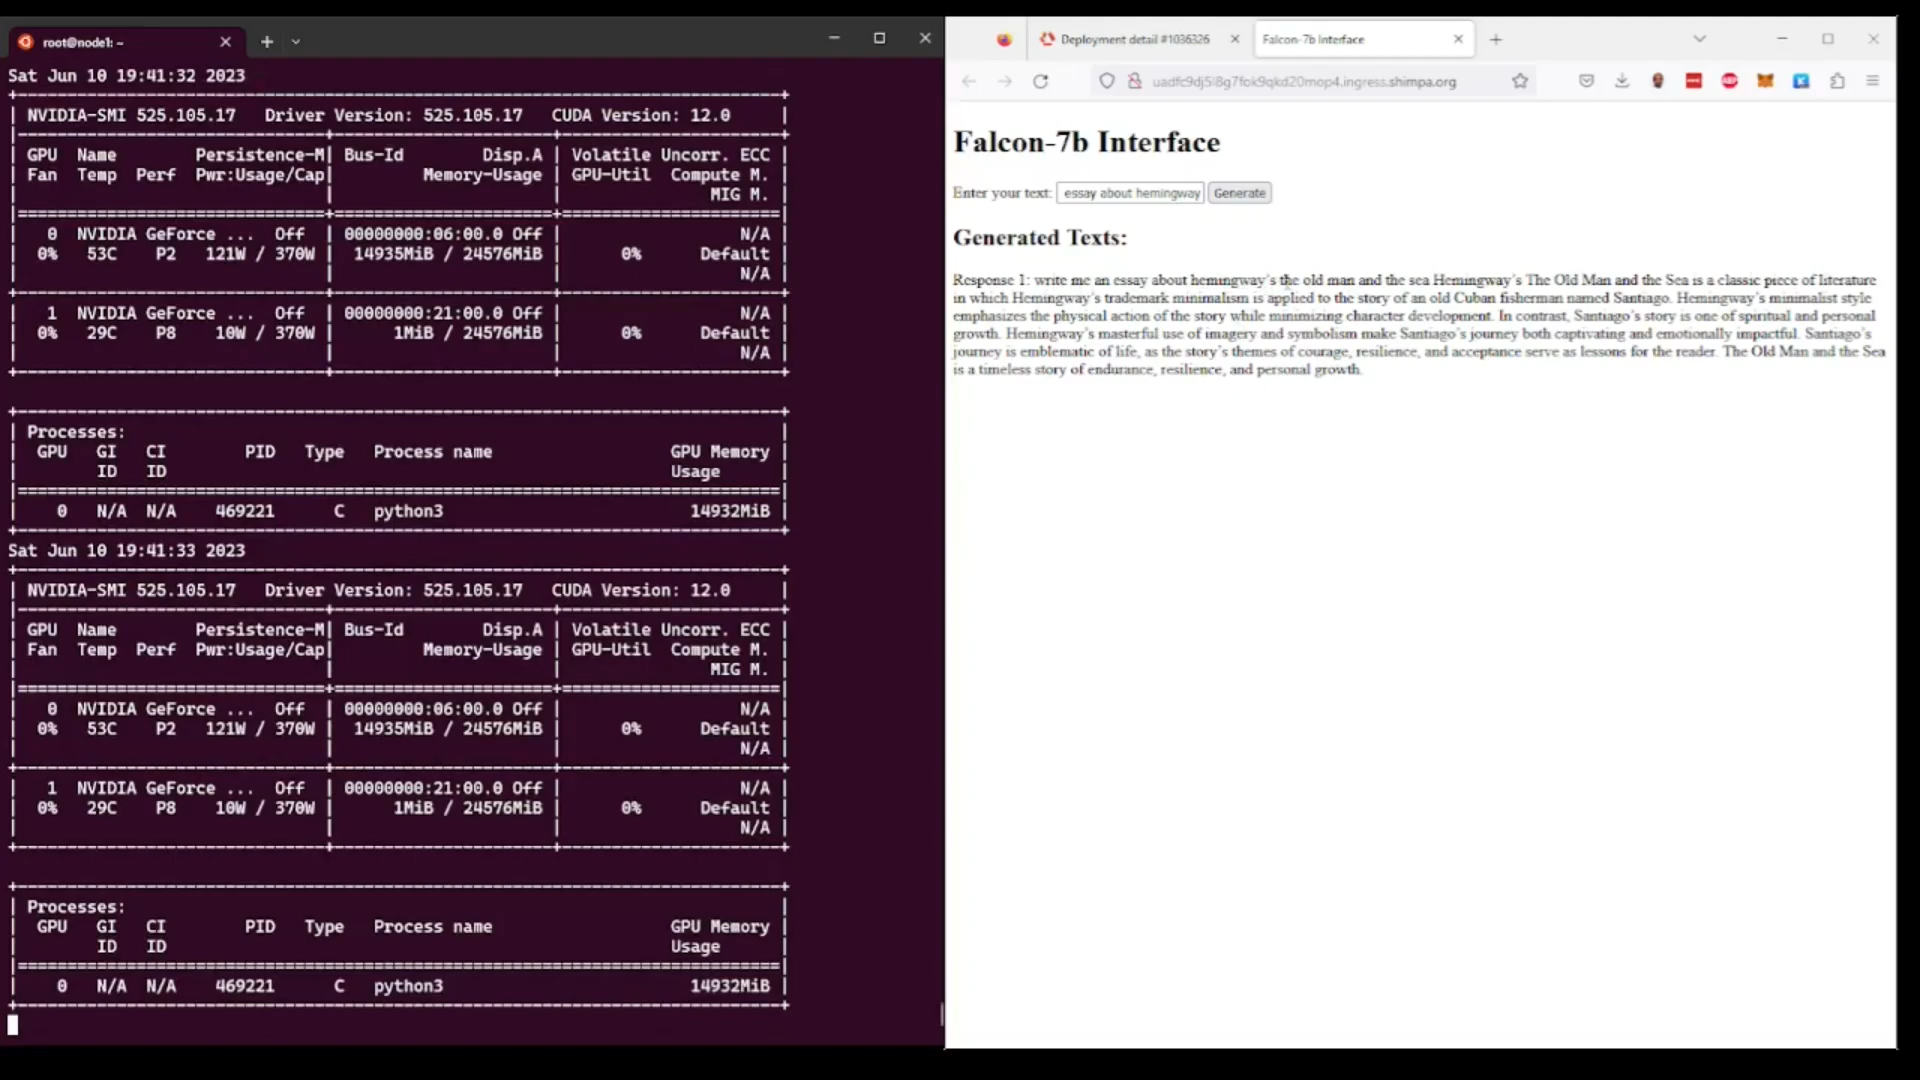 root@node1: ~
Sat Jun 10 19:41:32 2023
NVIDIA-SMI 525.105.17 Driver Version: 525.105.17 CUDA Version: 12.0
GPU Name Persistence-M| Bus-Id Disp.A | Volatile Uncorr. ECC
Fan Temp Perf Pwr:Usage/Cap| Memory-Usage | GPU-Util Compute M.
MIG M.
0 NVIDIA GeForce ... Off | 00000000:06:00.0 Off | N/A
0% 53C P2 121W / 370W | 14935MiB / 24576MiB | 0% Default
N/A
1 NVIDIA GeForce ... Off | 00000000:21:00.0 Off | N/A
0% 29C P8 10W / 370W | 1MiB / 24576MiB | 0% Default
N/A
Processes:
GPU GI CI PID Type Process name GPU Memory
ID ID Usage
0 N/A N/A 469221 C python3 14932MiB
Sat Jun 10 19:41:33 2023
NVIDIA-SMI 525.105.17 Driver Version: 525.105.17 CUDA Version: 12.0
GPU Name Persistence-M| Bus-Id Disp.A | Volatile Uncorr. ECC
Fan Temp Perf Pwr:Usage/Cap| Memory-Usage | GPU-Util Compute M.
MIG M.
0 NVIDIA GeForce ... Off | 00000000:06:00.0 Off | N/A
0% 53C P2 121W / 370W | 14935MiB / 24576MiB | 0% Default
N/A
1 NVIDIA GeForce ... Off | 00000000:21:00.0 Off | N/A
0% 29C P8 10W / 370W | 1MiB / 24576MiB | 0% Default
N/A
Processes:
GPU GI CI PID Type Process name GPU Memory
ID ID Usage
0 N/A N/A 469221 C python3 14932MiB
Deployment detail #1036326
Falcon-7b Interface
Falcon-7b Interface
Enter your text: essay about hemingway Generate
Generated Texts:
Response 1: write me an essay about hemingway's the old man and the sea Hemingway's The Old Man and the Sea is a classic piece of literature
in which Hemingway's trademark minimalism is applied to the story of an old Cuban fisherman named Santiago. Hemingway's minimalist style
emphasizes the physical action of the story while minimizing character development. In contrast, Santiago's story is one of spiritual and personal
growth. Hemingway's masterful use of imagery and symbolism make Santiago's journey both captivating and emotionally impactful. Santiago's
journey is emblematic of life, as the story's themes of courage, resilience, and acceptance serve as lessons for the reader. The Old Man and the Sea
is a timeless story of endurance, resilience, and personal growth.